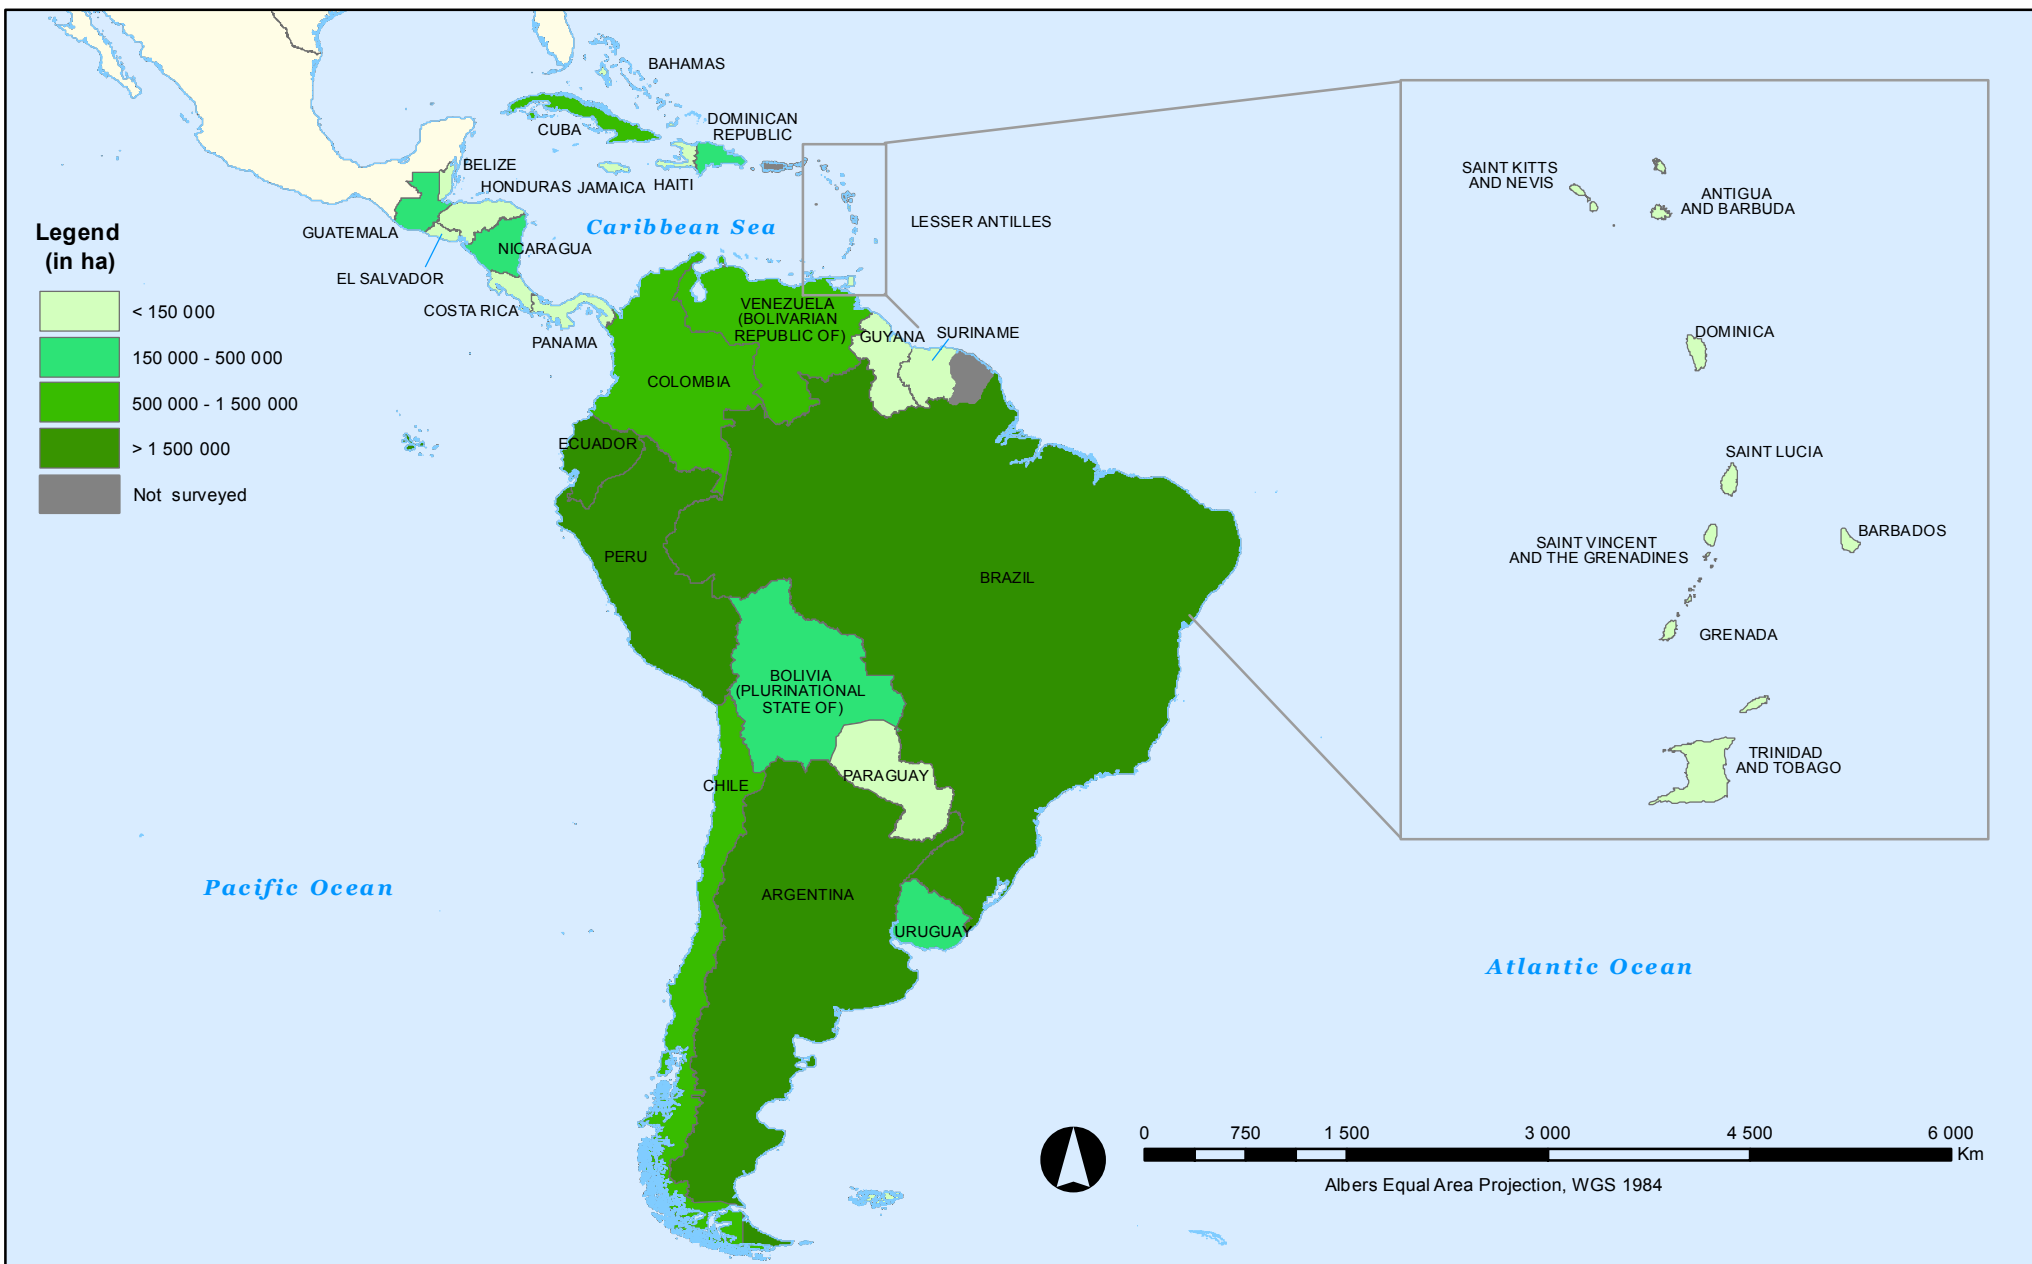 BAHAMAS
CUBA
DOMINICAN
REPUBLIC
BELIZE
HONDURAS
JAMAICA
HAITI
GUATEMALA
Caribbean Sea
LESSER ANTILLES
NICARAGUA
EL SALVADOR
COSTA RICA
PANAMA
VENEZUELA
(BOLIVARIAN
REPUBLIC OF)
GUYANA
SURINAME
COLOMBIA
ECUADOR
PERU
BRAZIL
BOLIVIA
(PLURINATIONAL
STATE OF)
PARAGUAY
CHILE
ARGENTINA
URUGUAY
Pacific Ocean
Atlantic Ocean
Legend
(in ha)
< 150 000
150 000 - 500 000
500 000 - 1 500 000
> 1 500 000
Not surveyed
SAINT KITTS
AND NEVIS
ANTIGUA
AND BARBUDA
DOMINICA
SAINT LUCIA
SAINT VINCENT
AND THE GRENADINES
BARBADOS
GRENADA
TRINIDAD
AND TOBAGO
0 750 1 500 3 000 4 500 6 000
Km
Albers Equal Area Projection, WGS 1984